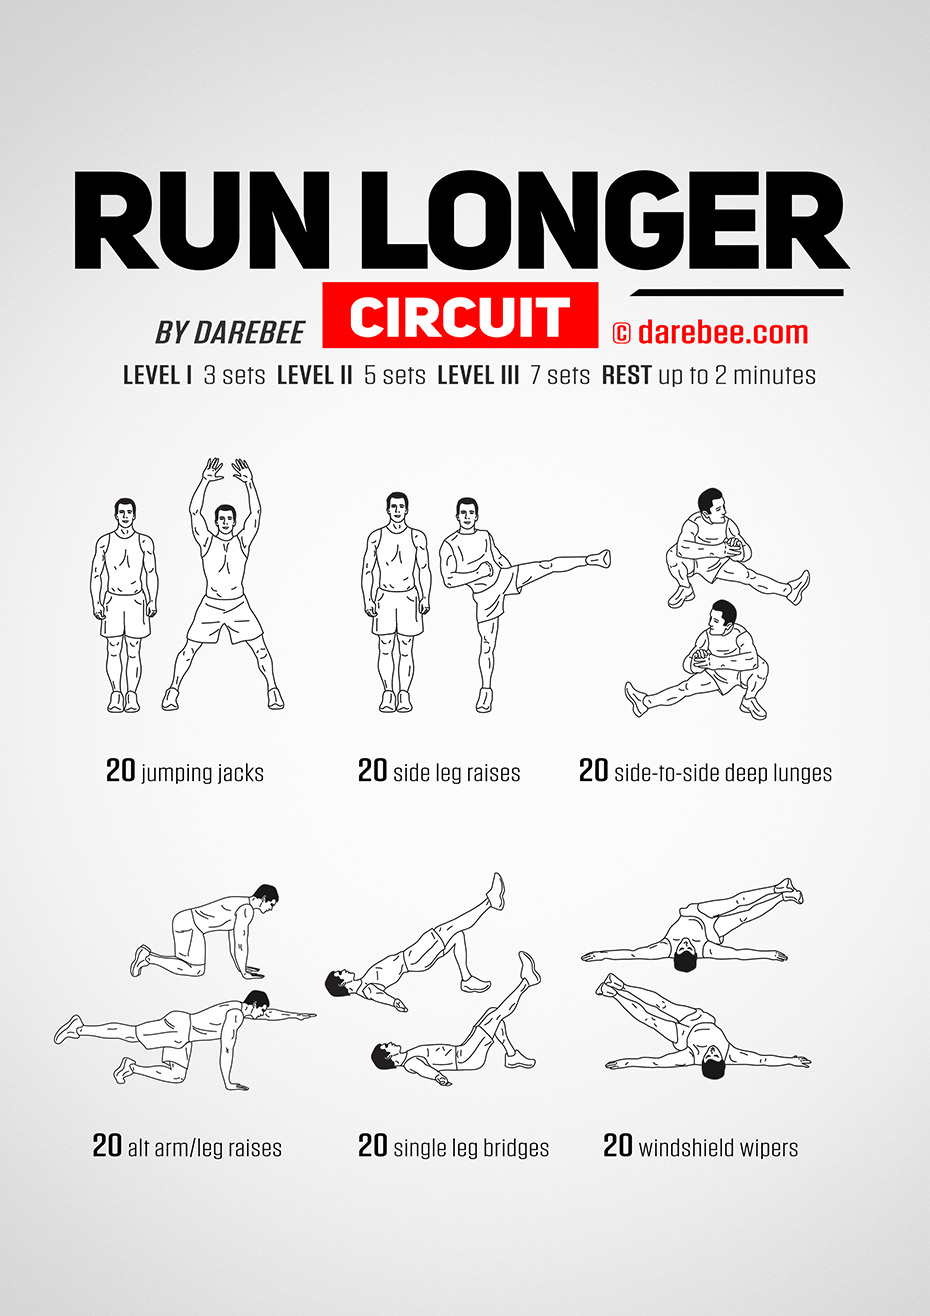 RUN LONGER
CIRCUIT
BY DAREBEE
© darebee.com
LEVEL I 3 sets LEVEL II 5 sets LEVEL III 7 sets REST up to 2 minutes
20 jumping jacks
20 side leg raises
20 side-to-side deep lunges
20 alt arm/leg raises
20 single leg bridges
20 windshield wipers